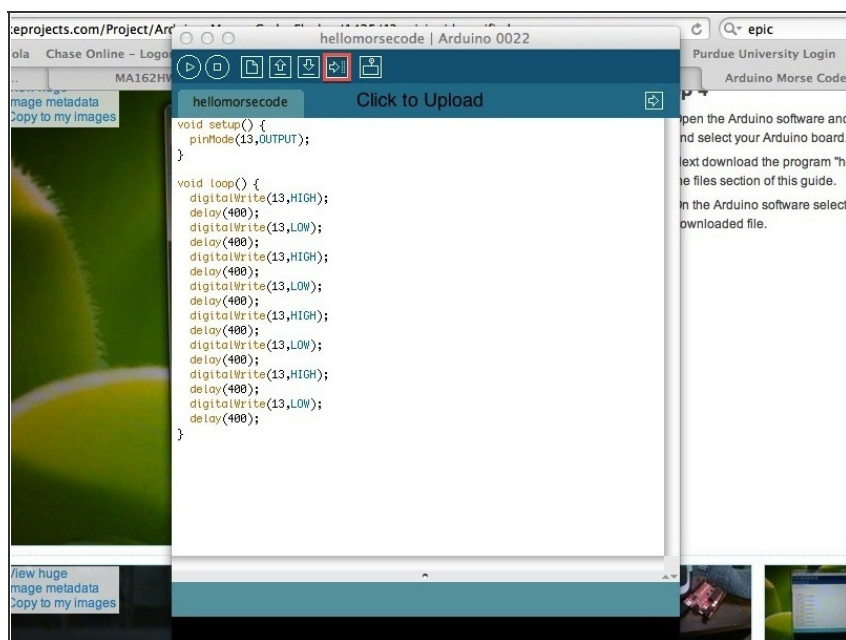 hellomorsecode | Arduino 0022
epic
Chase Online – Logo
Purdue University Login
Arduino Morse Code
mage metadata
Copy to my images
hellomorsecode
Click to Upload
void setup() {
pinMode(13,OUTPUT);
}
void loop() {
digitalWrite(13,HIGH);
delay(400);
digitalWrite(13,LOW);
delay(400);
digitalWrite(13,HIGH);
delay(400);
digitalWrite(13,LOW);
delay(400);
digitalWrite(13,HIGH);
delay(400);
digitalWrite(13,LOW);
delay(400);
digitalWrite(13,HIGH);
delay(400);
digitalWrite(13,LOW);
delay(400);
}
pen the Arduino software and
nd select your Arduino board.
ext download the program "h
e files section of this guide.
n the Arduino software select
ownloaded file.
View huge
mage metadata
Copy to my images